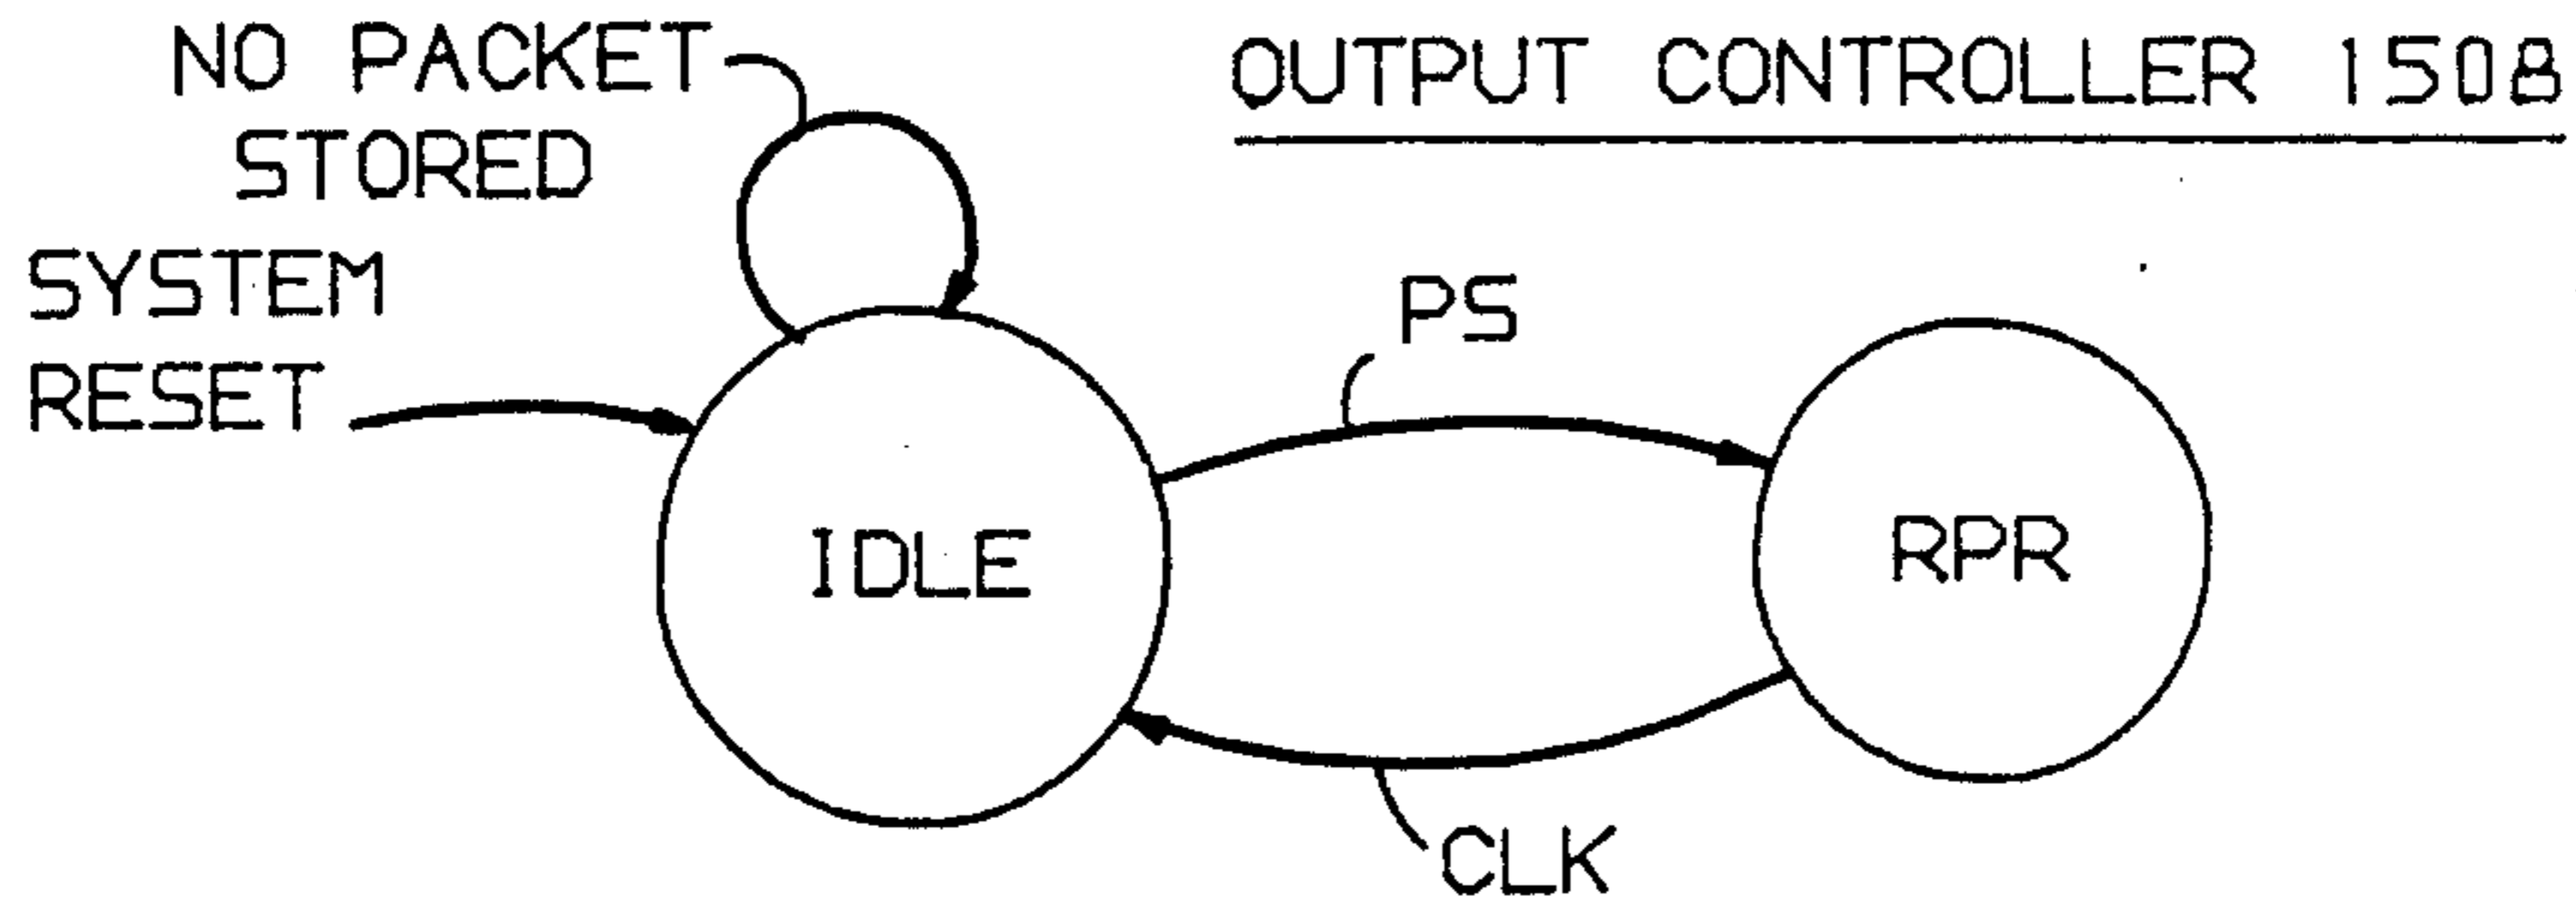 NO PACKET
STORED
OUTPUT CONTROLLER 1508
SYSTEM
RESET
PS
IDLE
RPR
CLK